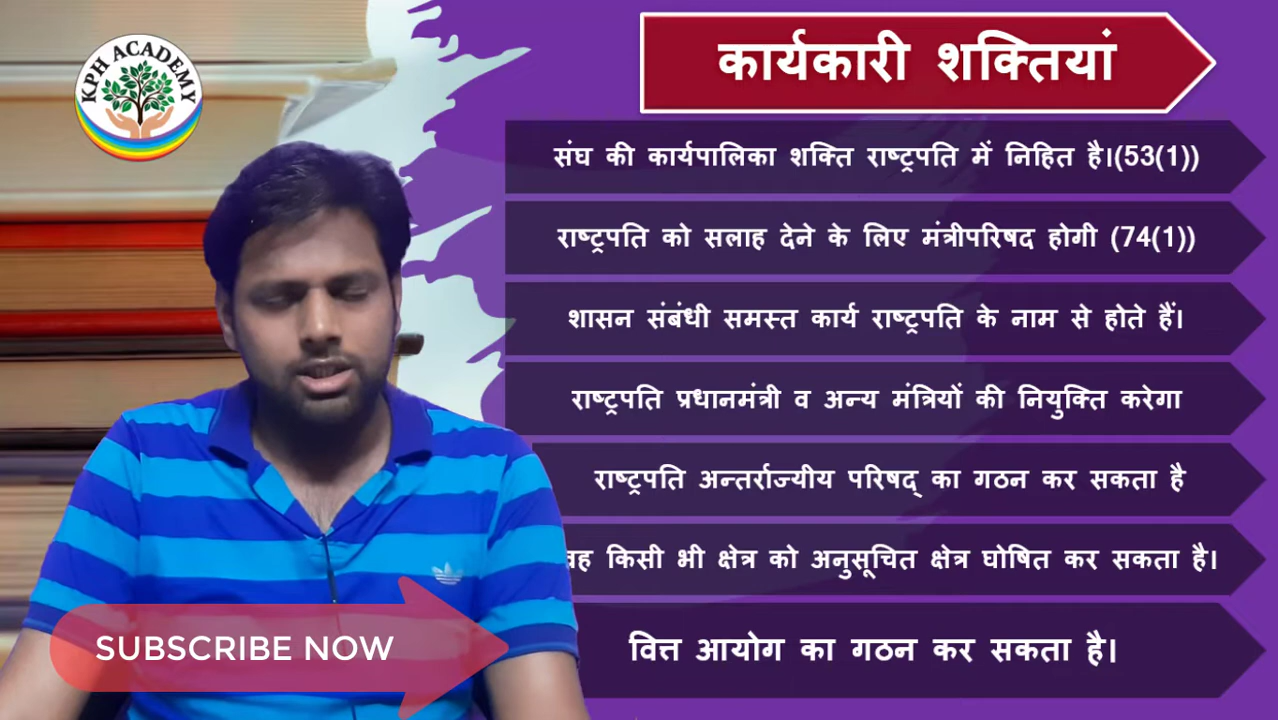 KPH ACADEMY
कार्यकारी शक्तियां
संघ की कार्यपालिका शक्ति राष्ट्रपति में निहित है।(53(1))
राष्ट्रपति को सलाह देने के लिए मंत्रीपरिषद होगी (74(1))
शासन संबंधी समस्त कार्य राष्ट्रपति के नाम से होते हैं।
राष्ट्रपति प्रधानमंत्री व अन्य मंत्रियों की नियुक्ति करेगा
राष्ट्रपति अन्तर्राज्यीय परिषद् का गठन कर सकता है
वह किसी भी क्षेत्र को अनुसूचित क्षेत्र घोषित कर सकता है।
वित्त आयोग का गठन कर सकता है।
SUBSCRIBE NOW